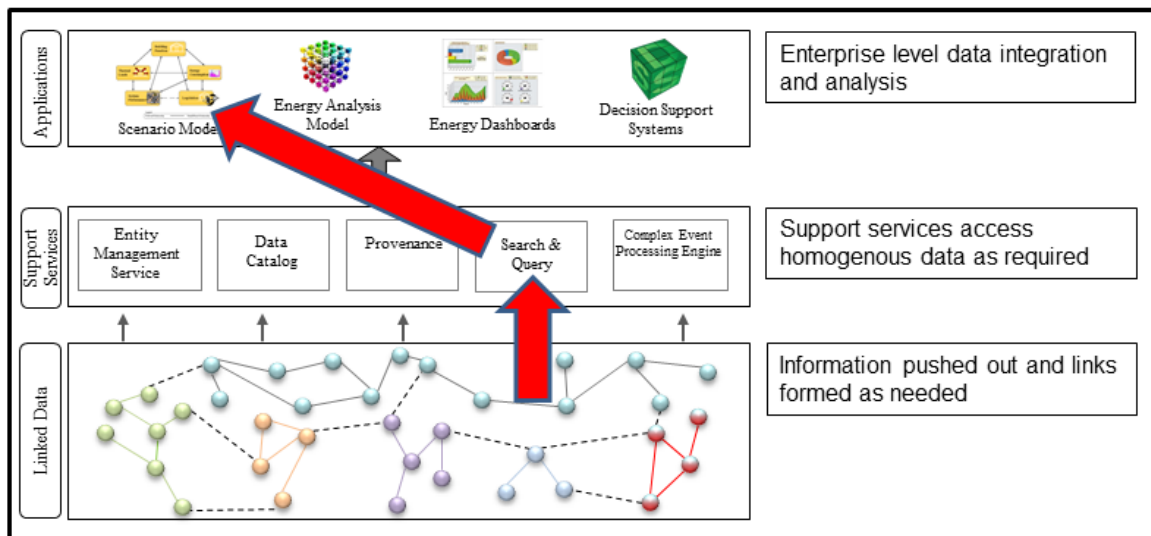 Applications
Scenario Mode
Energy Analysis
Model
Energy Dashboards
Decision Support
Systems
Enterprise level data integration
and analysis
Support
Services
Entity
Management
Service
Data
Catalog
Provenance
Search &
Query
Complex Event
Processing Engine
Support services access
homogenous data as required
Linked Data
Information pushed out and links
formed as needed